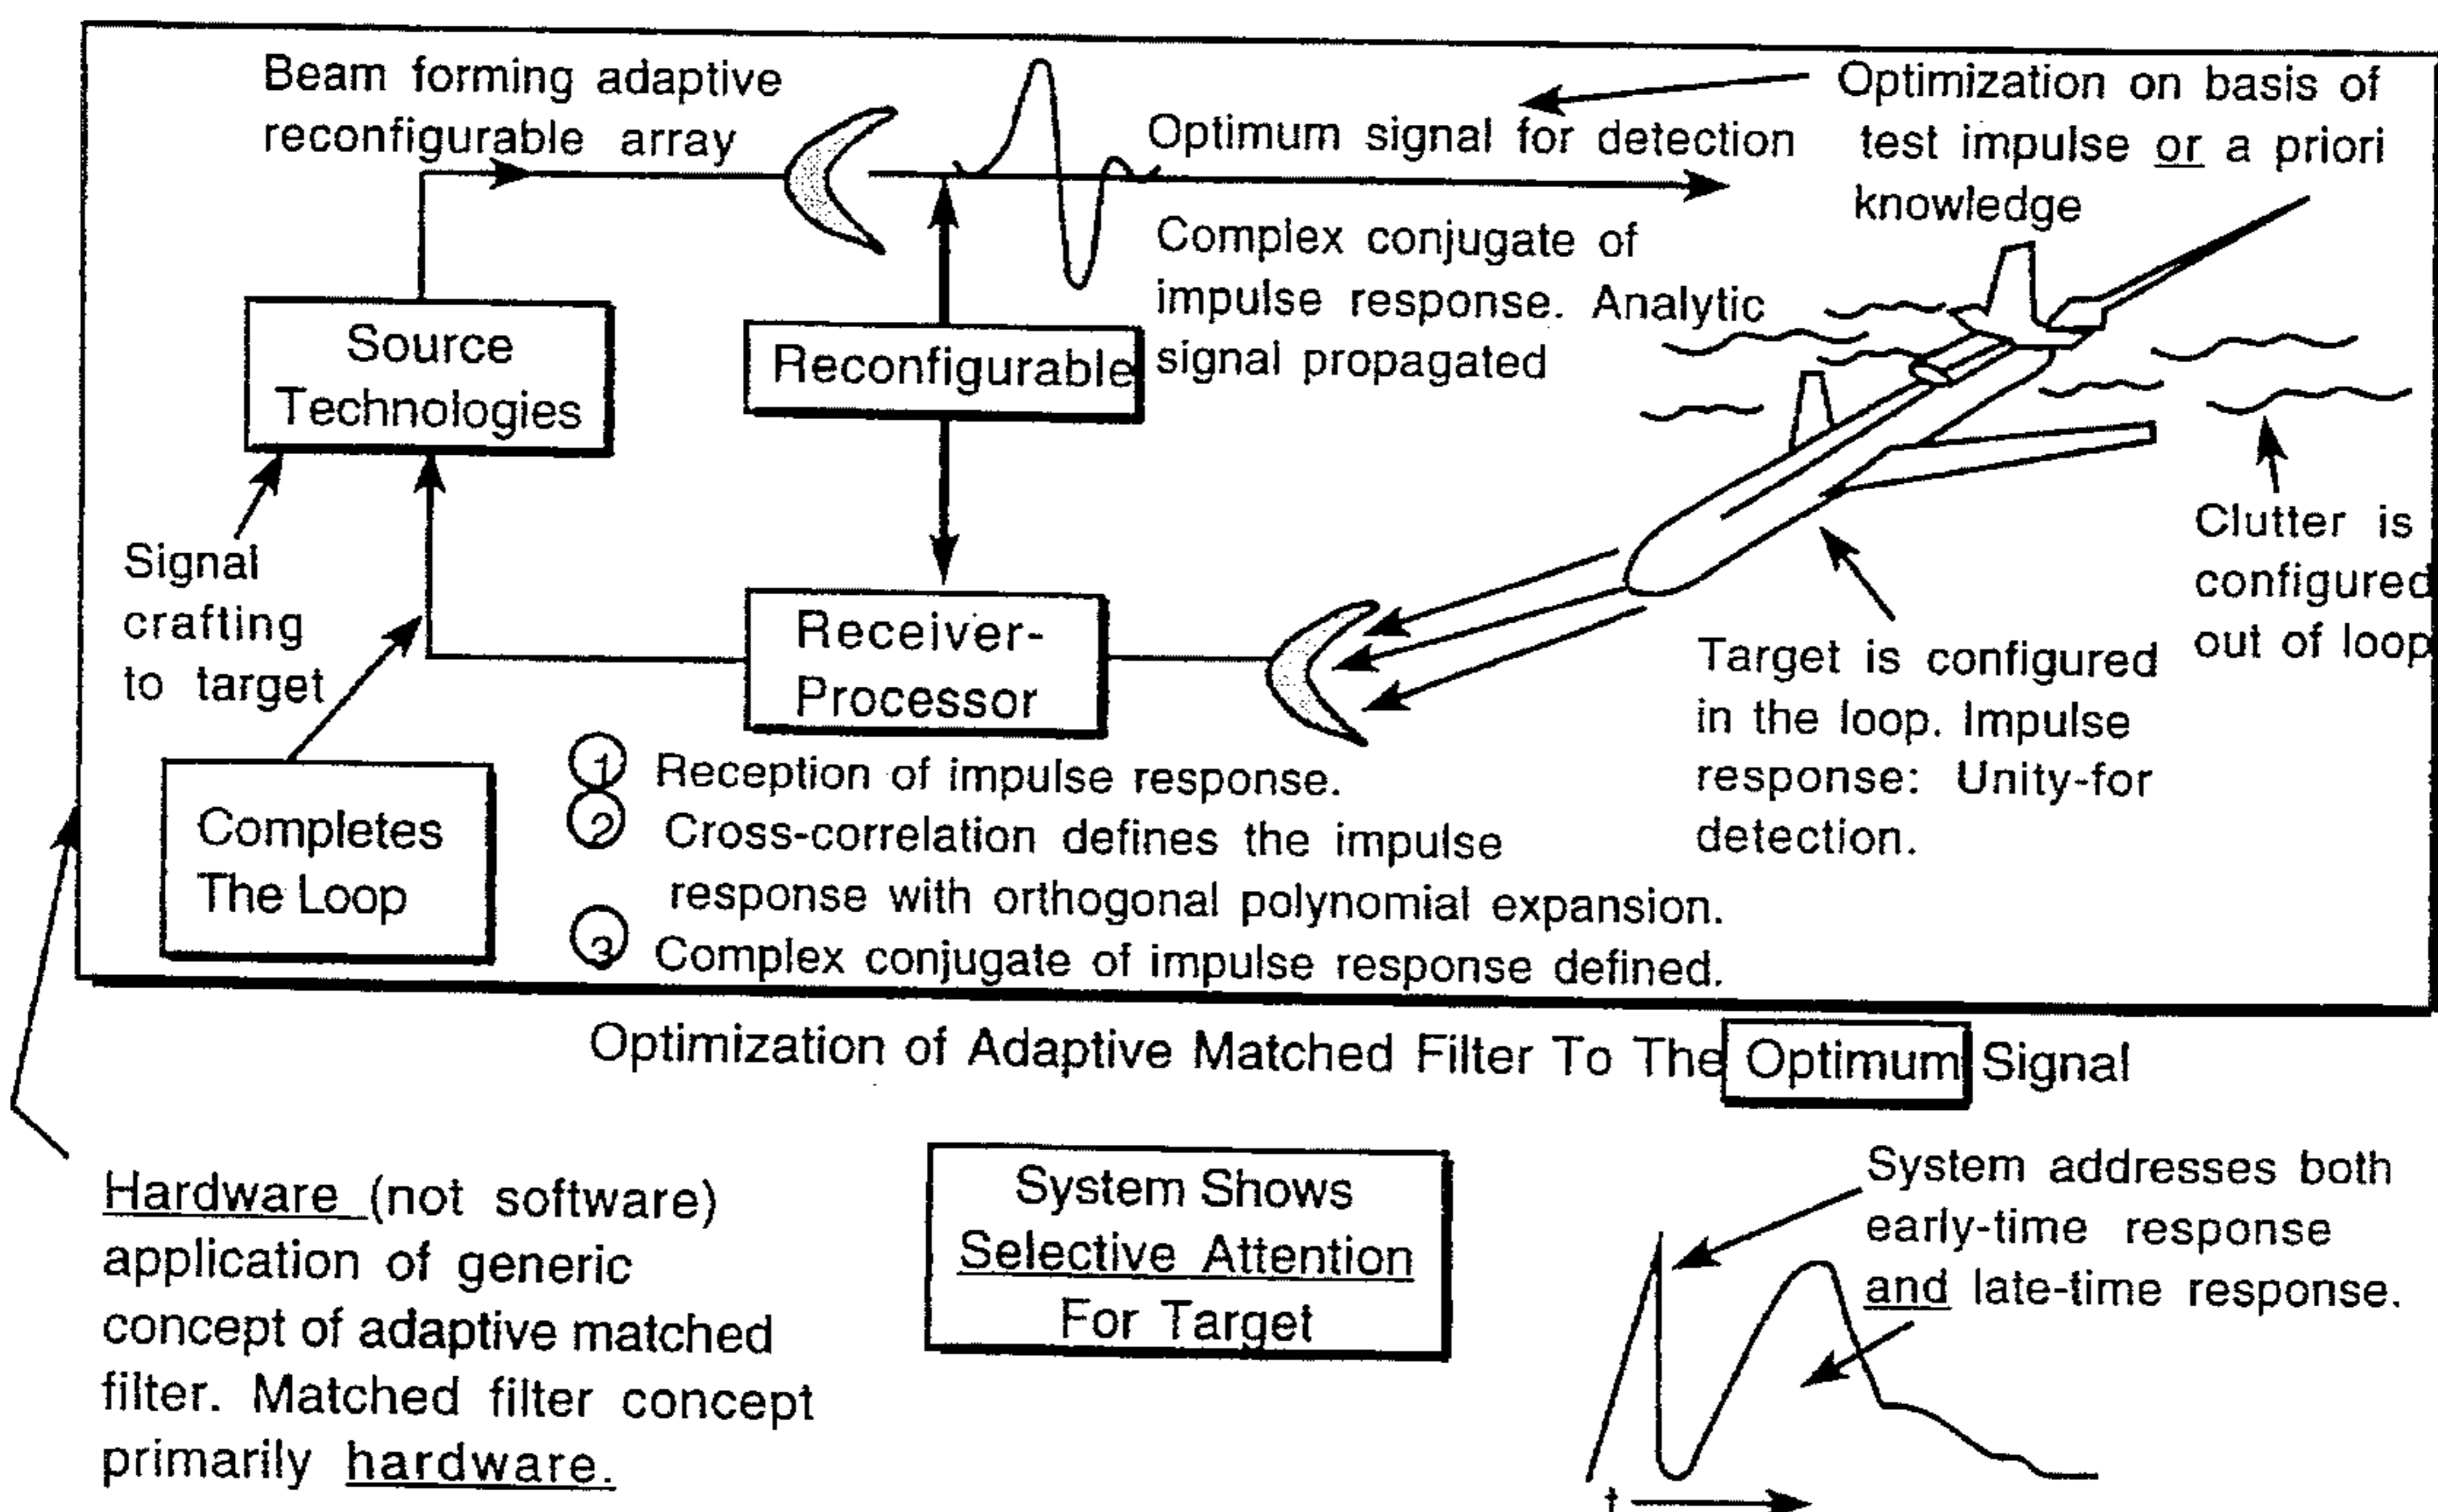 Beam forming adaptive
reconfigurable array
Optimum signal for detection
Optimization on basis of
test impulse or a priori
knowledge
Complex conjugate of
impulse response. Analytic
signal propagated
Source
Technologies
Reconfigurable
Signal
crafting
to target
Receiver-
Processor
Clutter is
configured
out of loop
Target is configured
in the loop. Impulse
response: Unity-for
detection.
Completes
The Loop
1 Reception of impulse response.
2 Cross-correlation defines the impulse
response with orthogonal polynomial expansion.
3 Complex conjugate of impulse response defined.
Optimization of Adaptive Matched Filter To The Optimum Signal
Hardware (not software)
application of generic
concept of adaptive matched
filter. Matched filter concept
primarily hardware.
System Shows
Selective Attention
For Target
System addresses both
early-time response
and late-time response.
t